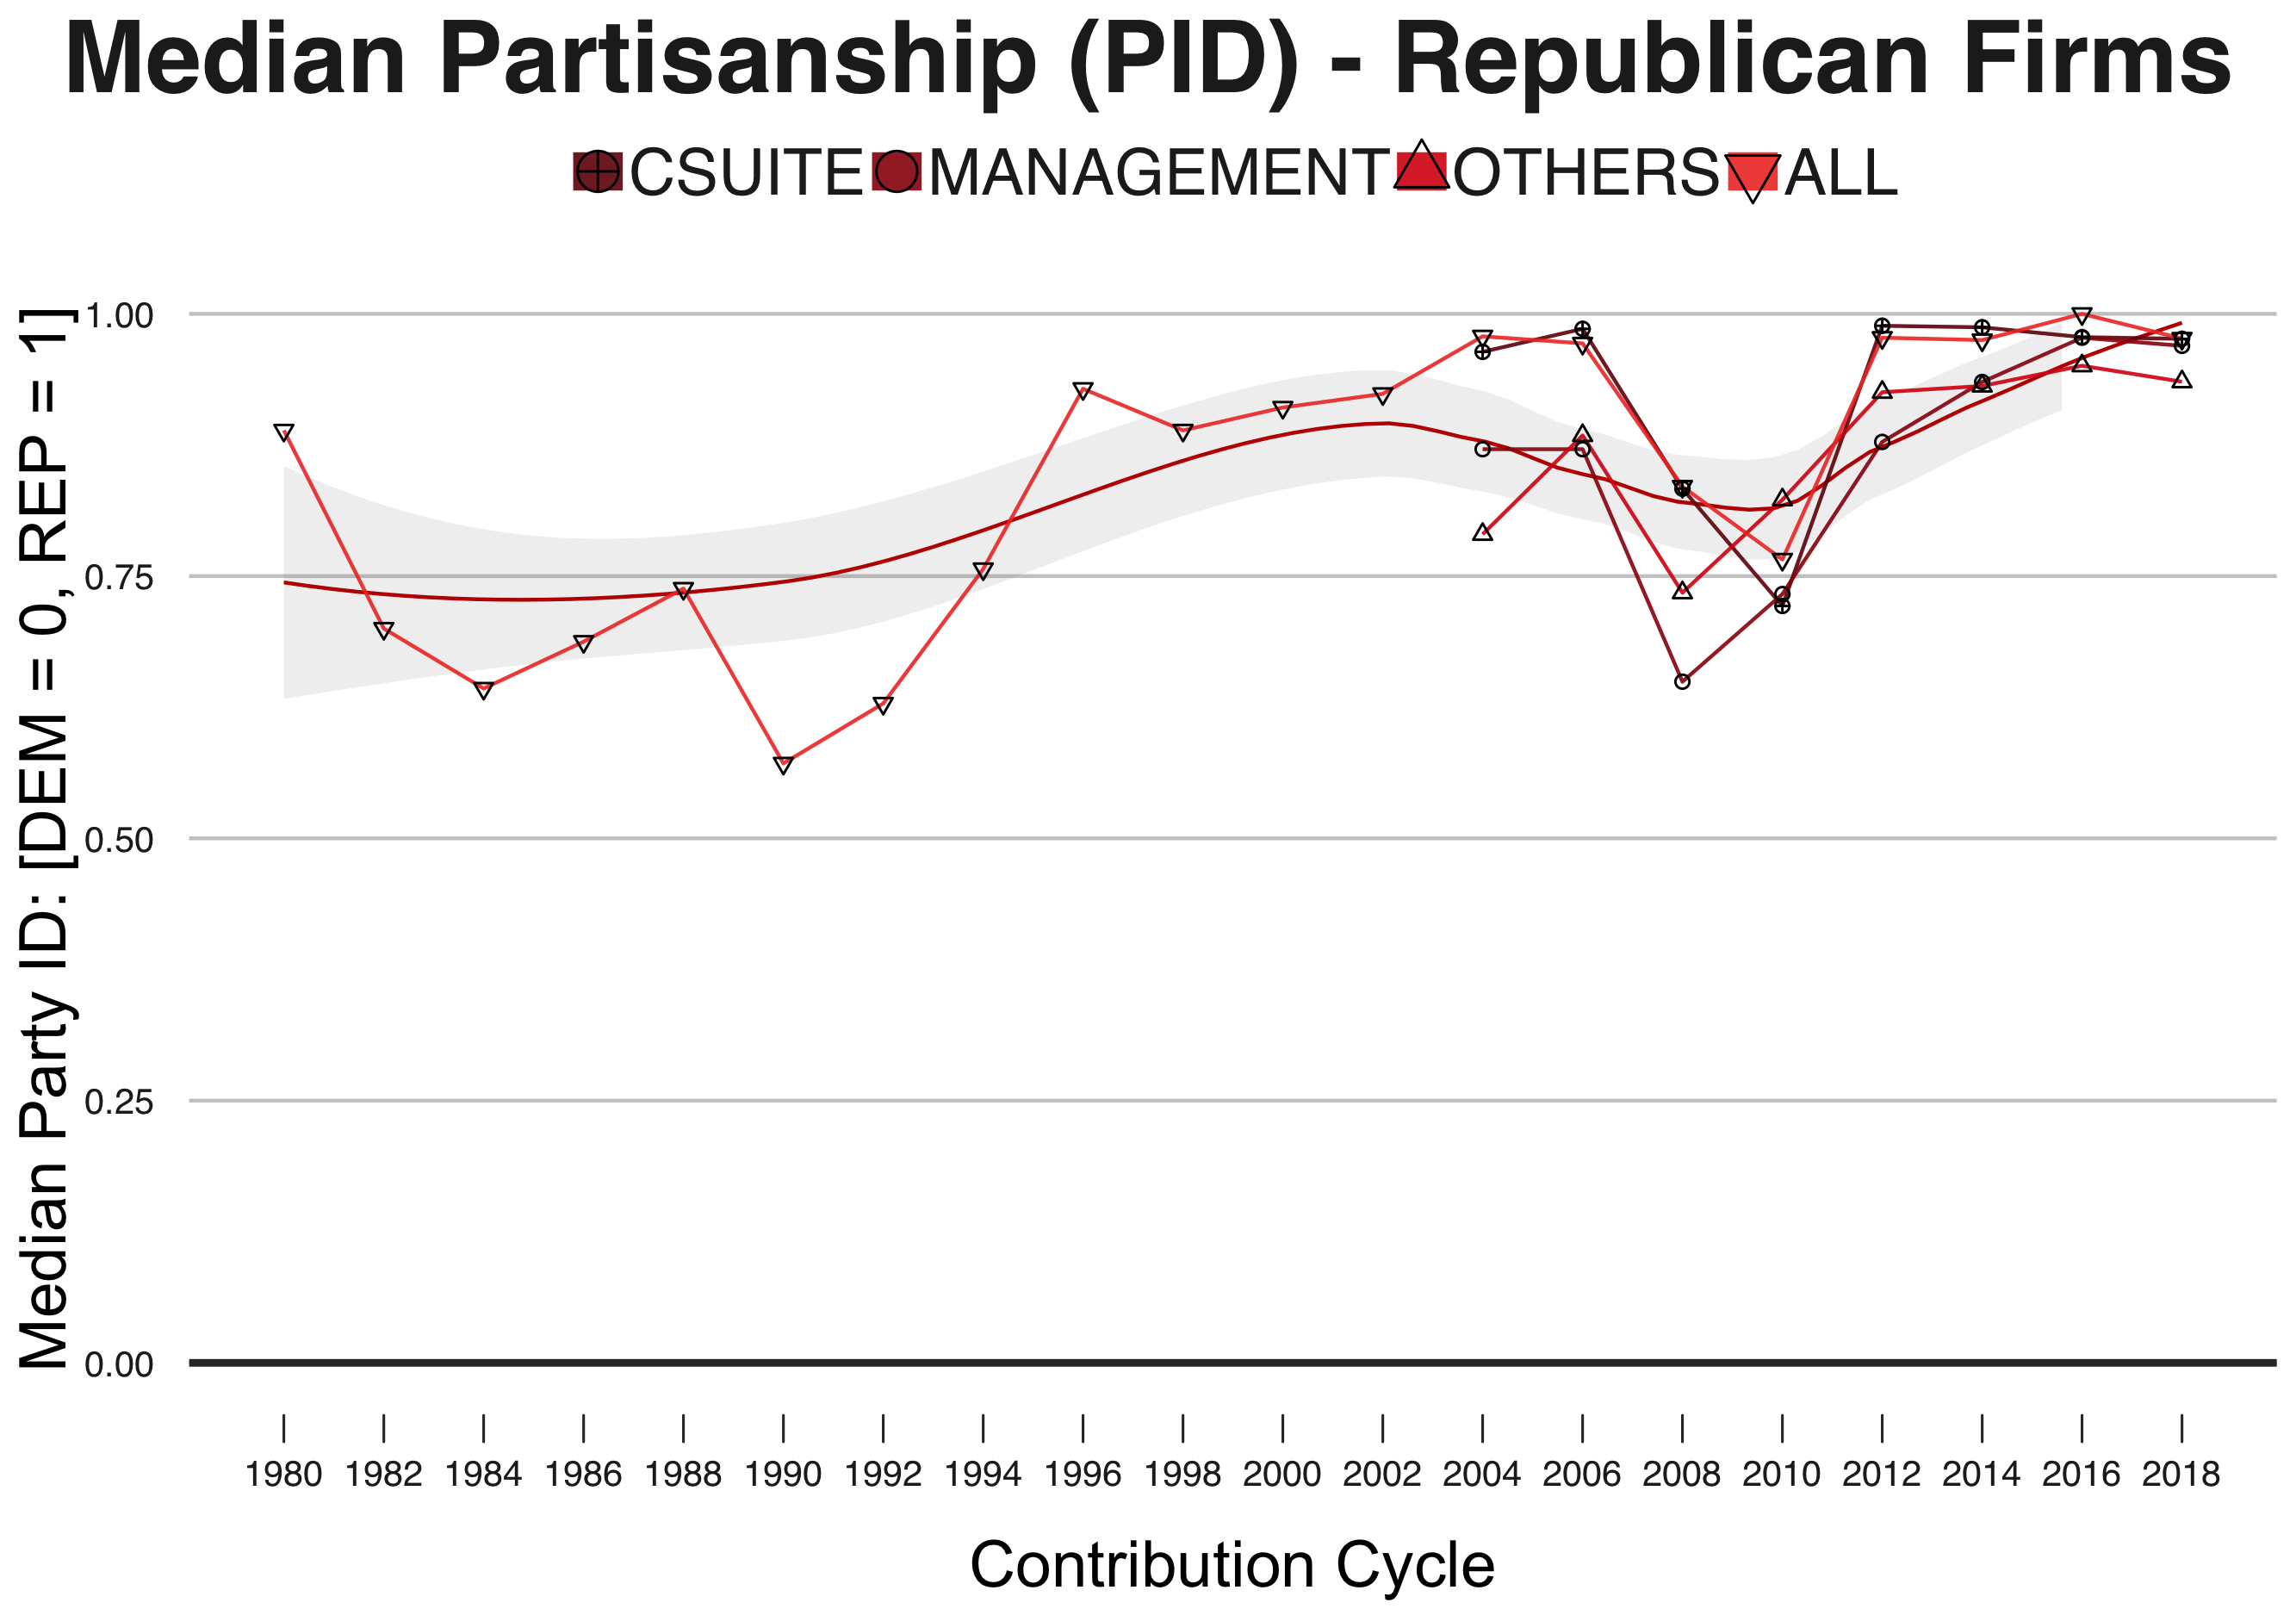 Median Partisanship (PID) - Republican Firms
CSUITE MANAGEMENT OTHERS ALL
Median Party ID: [DEM = 0, REP = 1]
1.00
0.75
0.50
0.25
0.00
1980 1982 1984 1986 1988 1990 1992 1994 1996 1998 2000 2002 2004 2006 2008 2010 2012 2014 2016 2018
Contribution Cycle